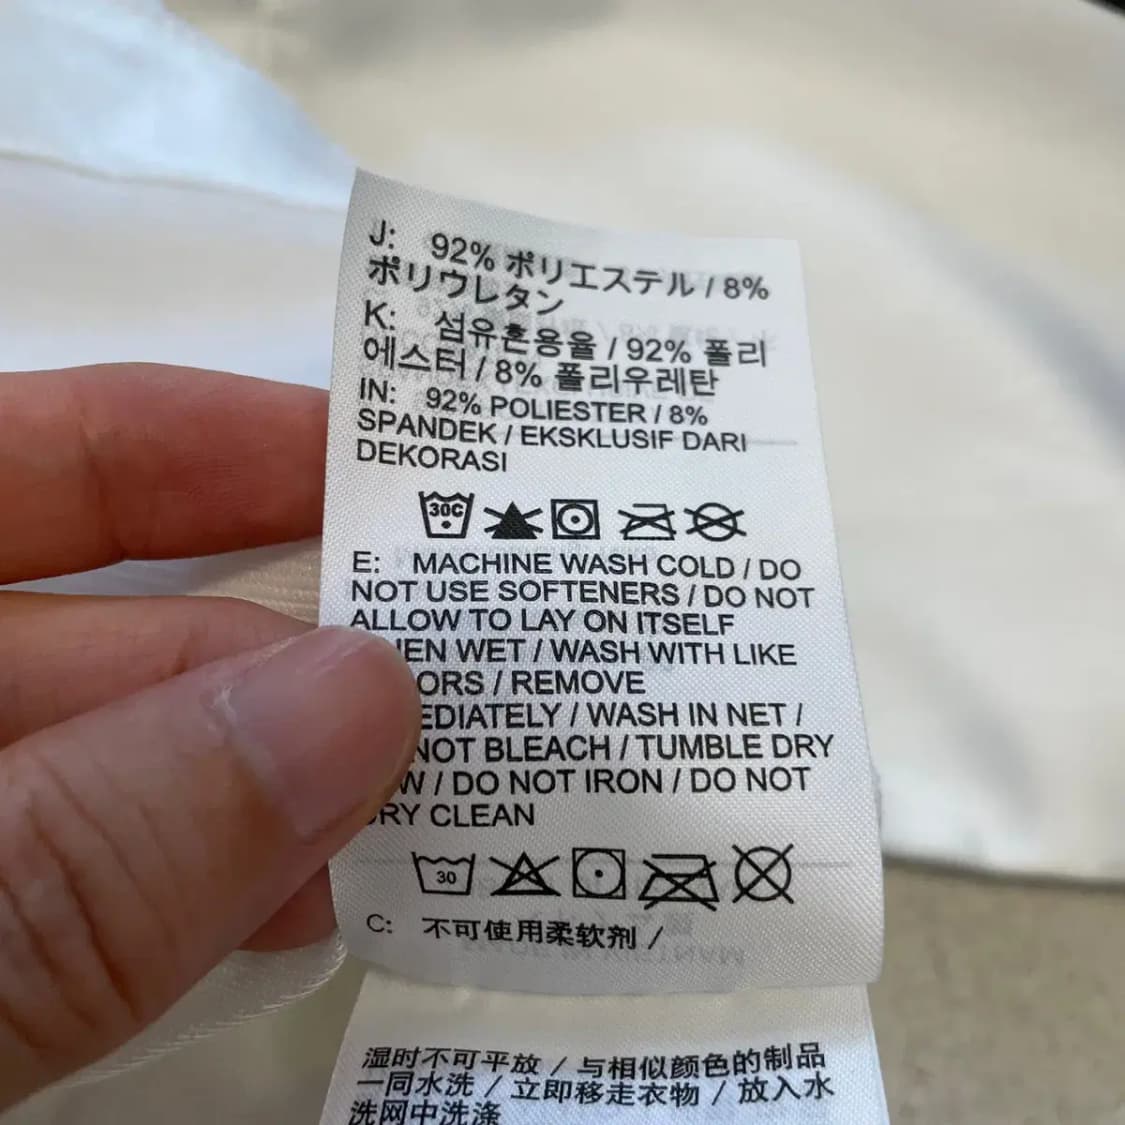 J: 92% ポリエステル / 8%
ポリウレタン
K: 섬유혼용율 / 92% 폴리
에스터 / 8% 폴리우레탄
IN: 92% POLIESTER / 8%
SPANDEK / EKSKLUSIF DARI
DEKORASI
30C
E: MACHINE WASH COLD / DO
NOT USE SOFTENERS / DO NOT
ALLOW TO LAY ON ITSELF
WET / WASH WITH LIKE
/ REMOVE
/ WASH IN NET /
NOT BLEACH / TUMBLE DRY
/ DO NOT IRON / DO NOT
DRY CLEAN
30
C: 不可使用柔软剂 /
湿时不可平放 / 与相似颜色的制品
一同水洗 / 立即移走衣物 / 放入水
洗网中洗涤